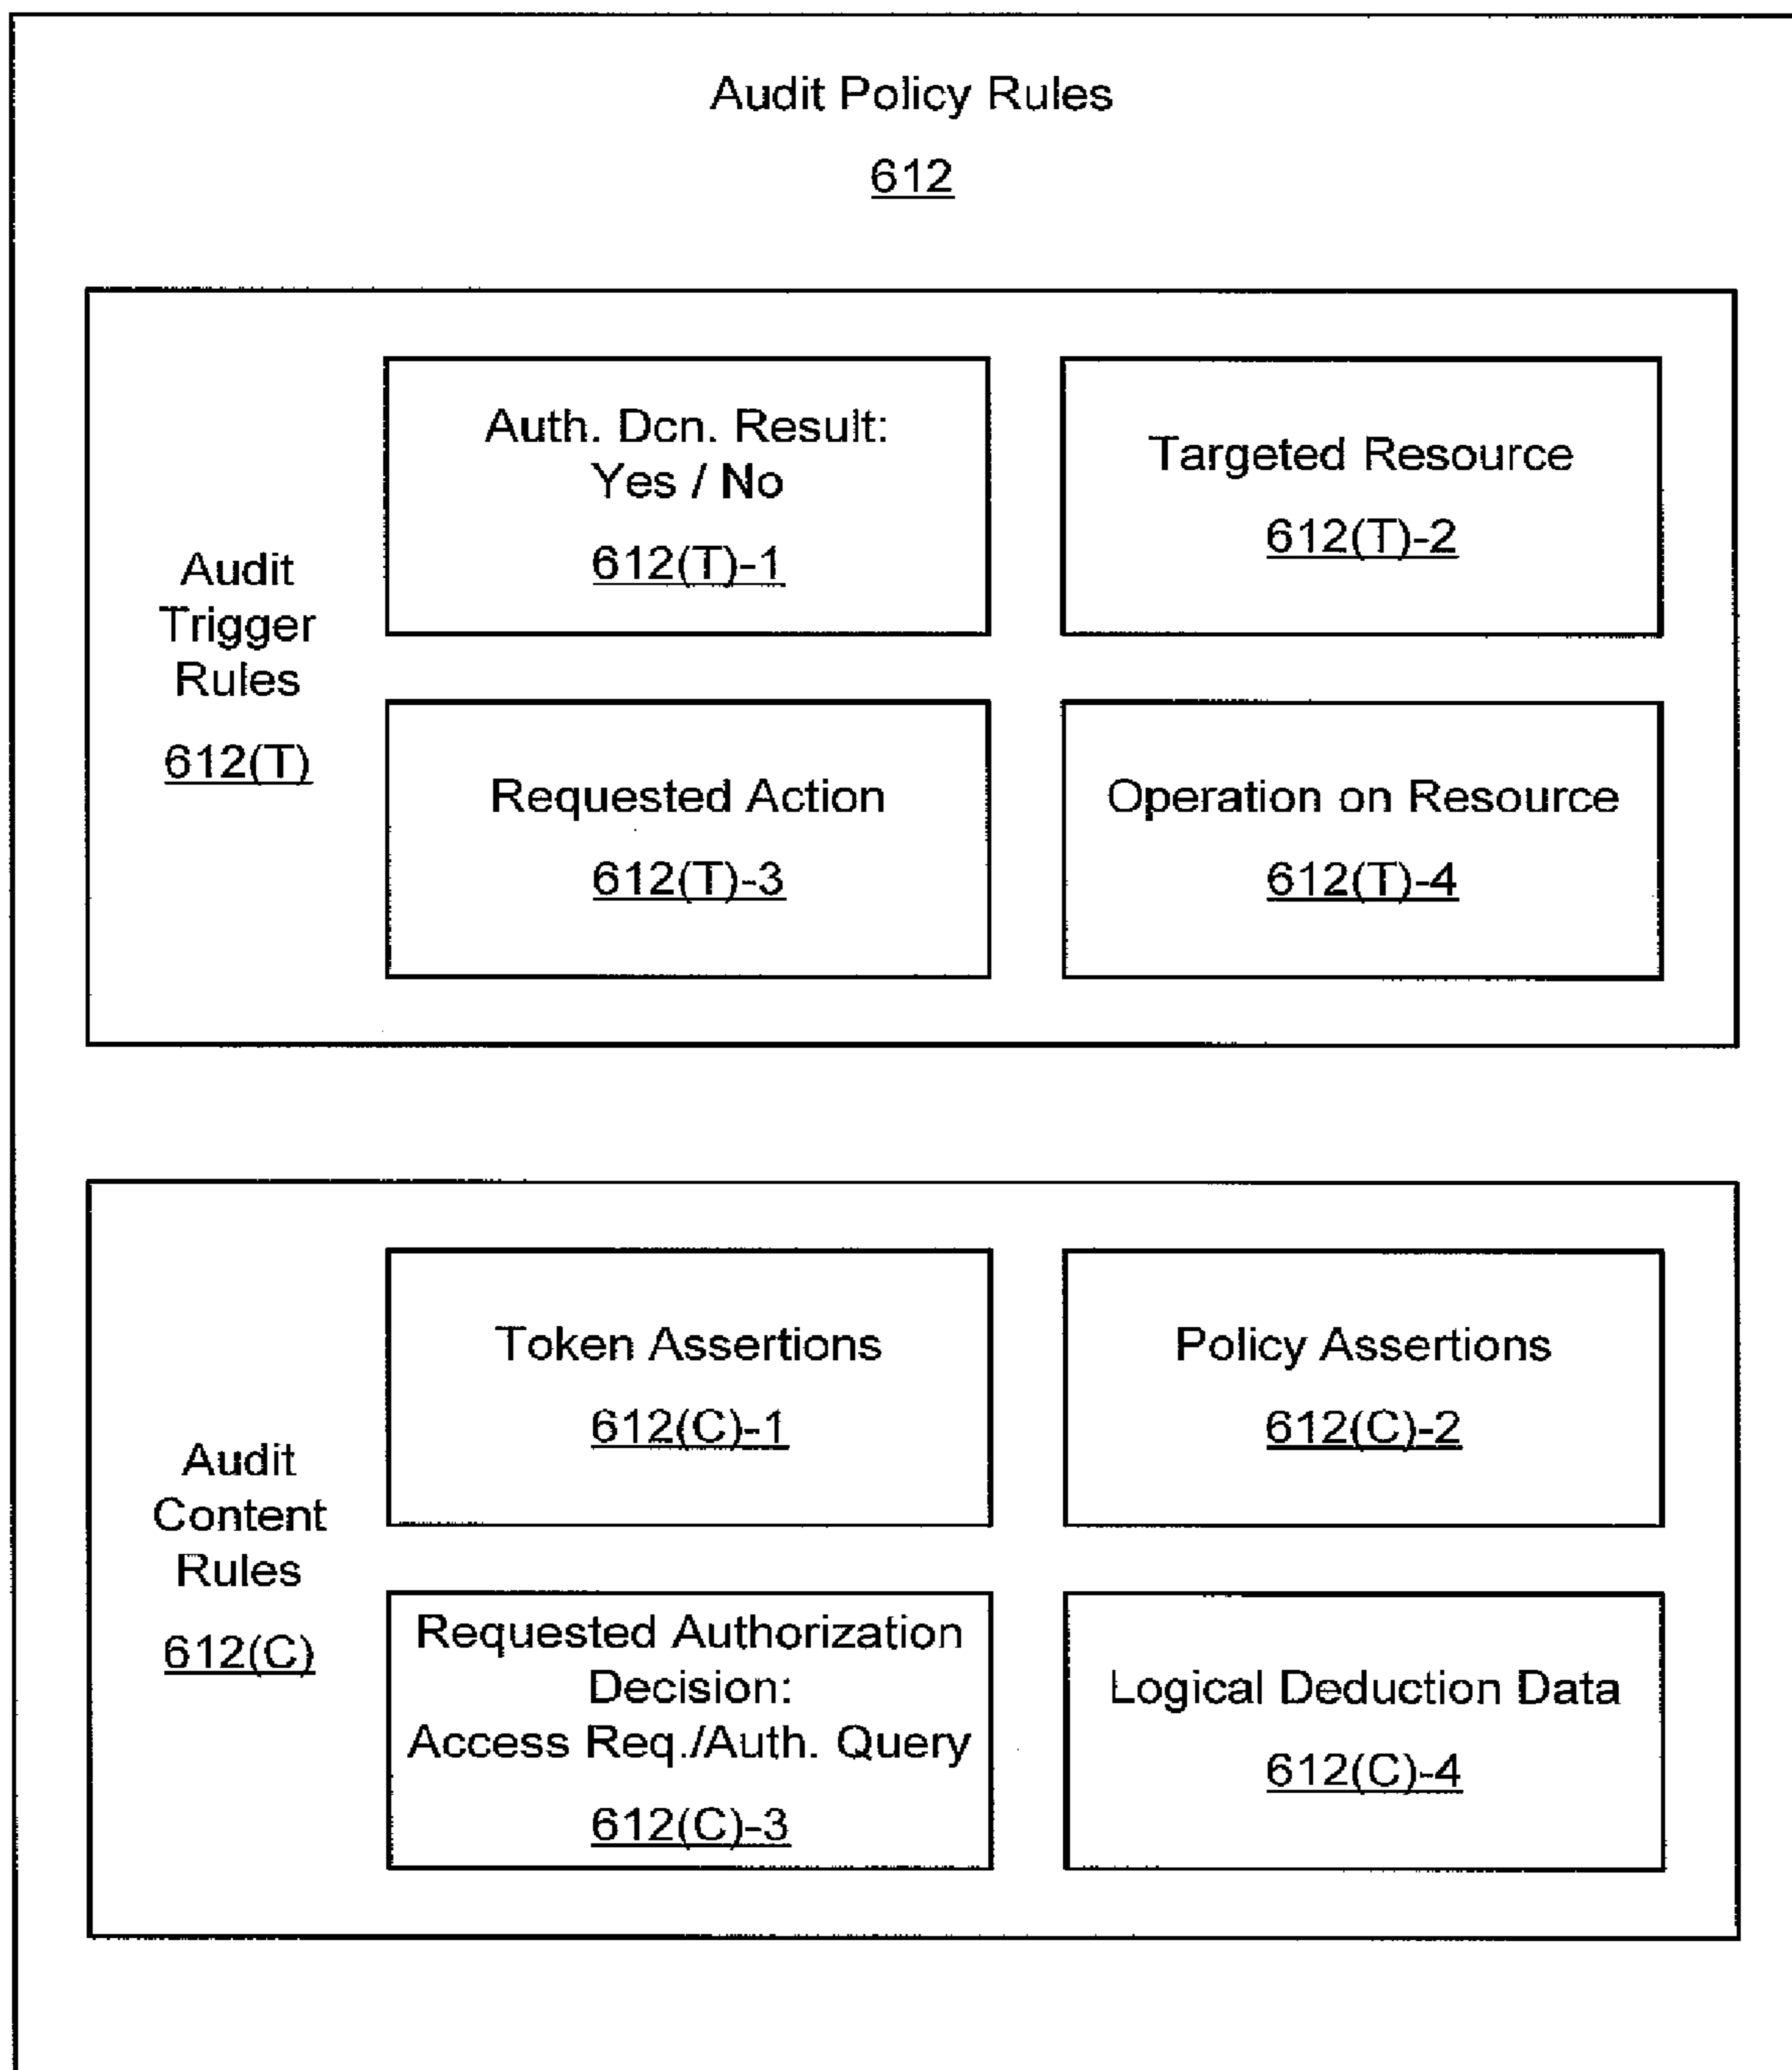 Audit Policy Rules
612
Audit
Trigger
Rules
612(T)
Auth. Dcn. Result:
Yes / No
612(T)-1
Targeted Resource
612(T)-2
Requested Action
612(T)-3
Operation on Resource
612(T)-4
Audit
Content
Rules
612(C)
Token Assertions
612(C)-1
Policy Assertions
612(C)-2
Requested Authorization
Decision:
Access Req./Auth. Query
612(C)-3
Logical Deduction Data
612(C)-4